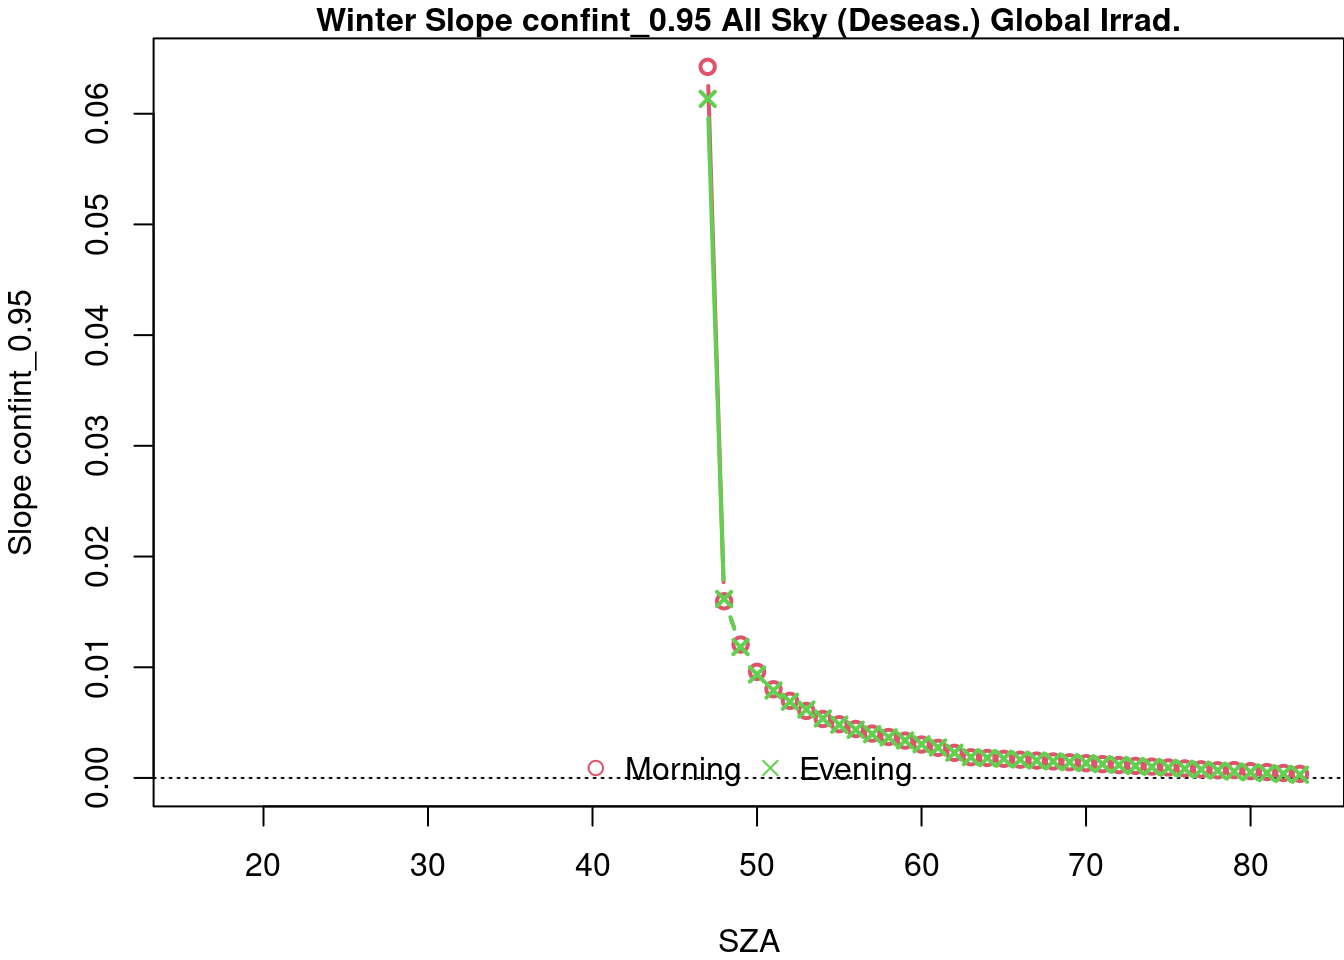 Winter Slope confint_0.95 All Sky (Deseas.) Global Irrad.
Slope confint_0.95
0.06
0.05
0.04
0.03
0.02
0.01
0.00
Morning Evening
20 30 40 50 60 70 80
SZA